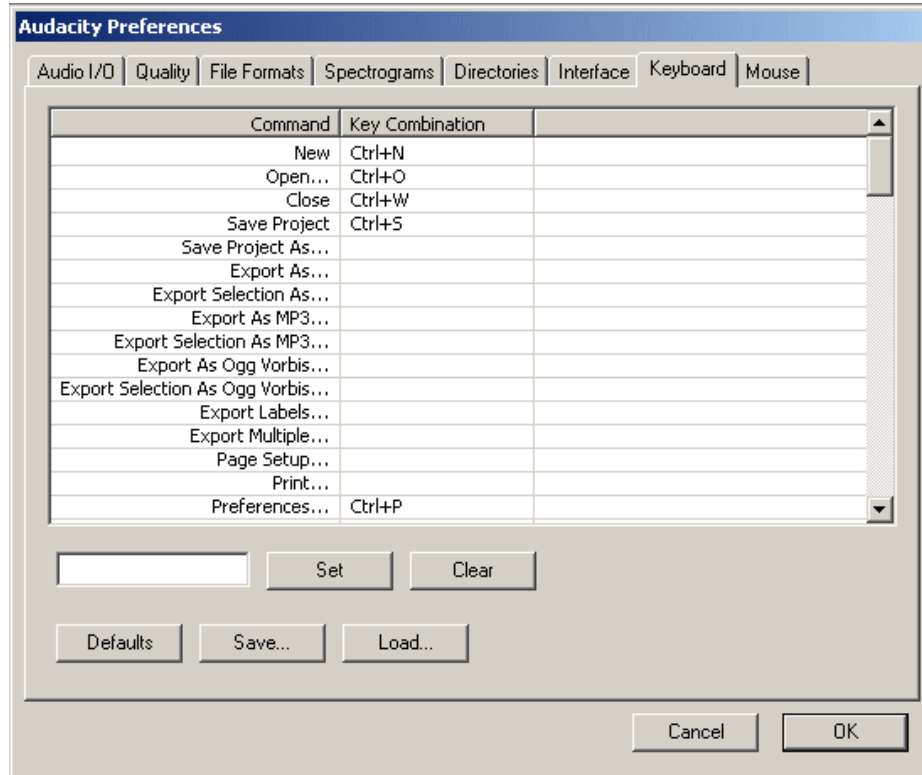 Audacity Preferences
Audio I/O Quality File Formats Spectrograms Directories Interface Keyboard Mouse
Command Key Combination
New Ctrl+N
Open... Ctrl+O
Close Ctrl+W
Save Project Ctrl+S
Save Project As...
Export As...
Export Selection As...
Export As MP3...
Export Selection As MP3...
Export As Ogg Vorbis...
Export Selection As Ogg Vorbis...
Export Labels...
Export Multiple...
Page Setup...
Print...
Preferences... Ctrl+P
Set Clear
Defaults Save... Load...
Cancel OK